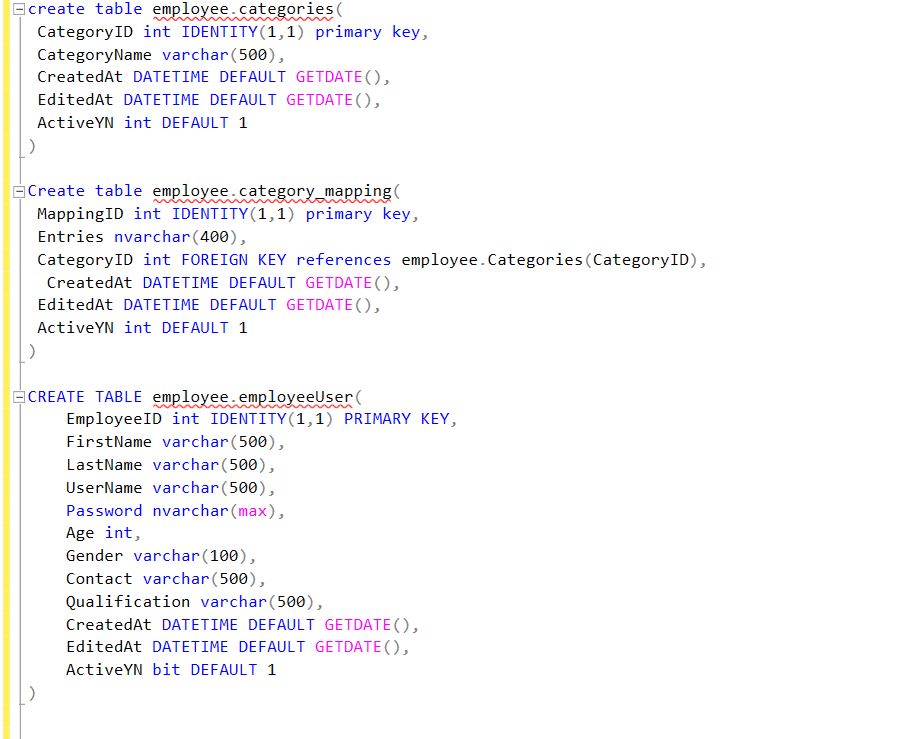 create table employee.categories(
CategoryID int IDENTITY(1,1) primary key,
CategoryName varchar(500),
CreatedAt DATETIME DEFAULT GETDATE(),
EditedAt DATETIME DEFAULT GETDATE(),
ActiveYN int DEFAULT 1
)
Create table employee.category_mapping(
MappingID int IDENTITY(1,1) primary key,
Entries nvarchar(400),
CategoryID int FOREIGN KEY references employee.Categories(CategoryID),
CreatedAt DATETIME DEFAULT GETDATE(),
EditedAt DATETIME DEFAULT GETDATE(),
ActiveYN int DEFAULT 1
)
CREATE TABLE employee.employeeUser(
EmployeeID int IDENTITY(1,1) PRIMARY KEY,
FirstName varchar(500),
LastName varchar(500),
UserName varchar(500),
Password nvarchar(max),
Age int,
Gender varchar(100),
Contact varchar(500),
Qualification varchar(500),
CreatedAt DATETIME DEFAULT GETDATE(),
EditedAt DATETIME DEFAULT GETDATE(),
ActiveYN bit DEFAULT 1
)